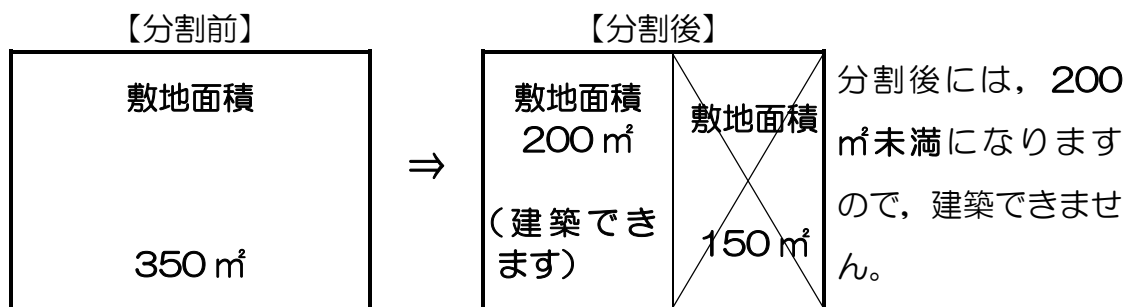 【分割前】
敷地面積
350㎡
⇒
【分割後】
敷地面積
200㎡
(建築でき
ます)
敷地面積
150㎡
分割後には,200
㎡未満になります
ので,建築できませ
ん。